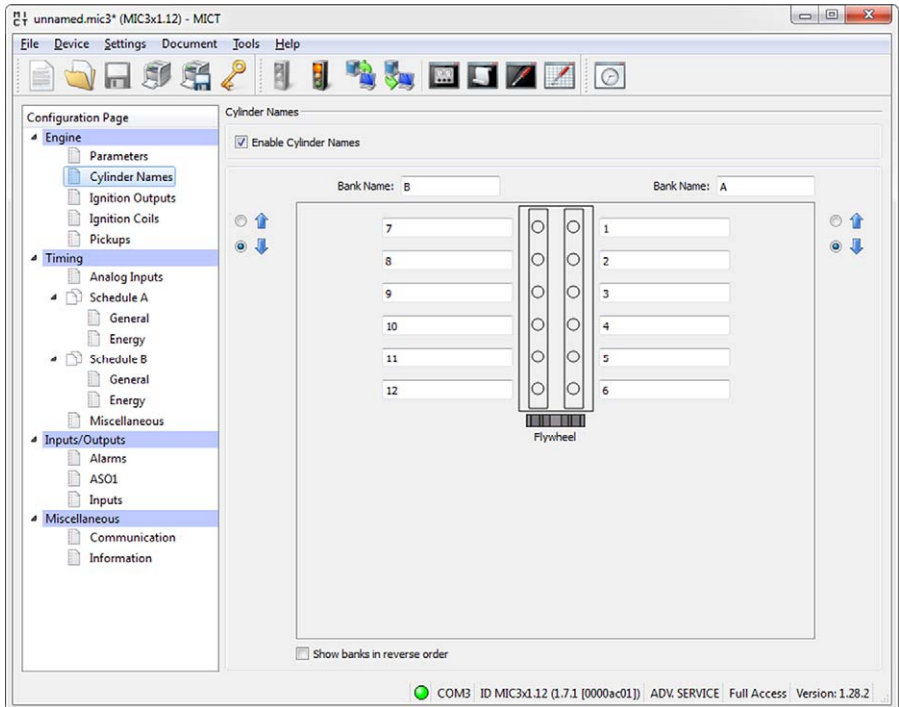 unnamed.mic3* (MIC3x1.12) - MICT
File Device Settings Document Tools Help
Configuration Page
Engine
Parameters
Cylinder Names
Ignition Outputs
Ignition Coils
Pickups
Timing
Analog Inputs
Schedule A
General
Energy
Schedule B
General
Energy
Miscellaneous
Inputs/Outputs
Alarms
ASO1
Inputs
Miscellaneous
Communication
Information
Cylinder Names
Enable Cylinder Names
Bank Name: B Bank Name: A
7 1
8 2
9 3
10 4
11 5
12 6
Flywheel
Show banks in reverse order
COM3 ID MIC3x1.12 (1.7.1 [0000ac01]) ADV. SERVICE Full Access Version: 1.28.2